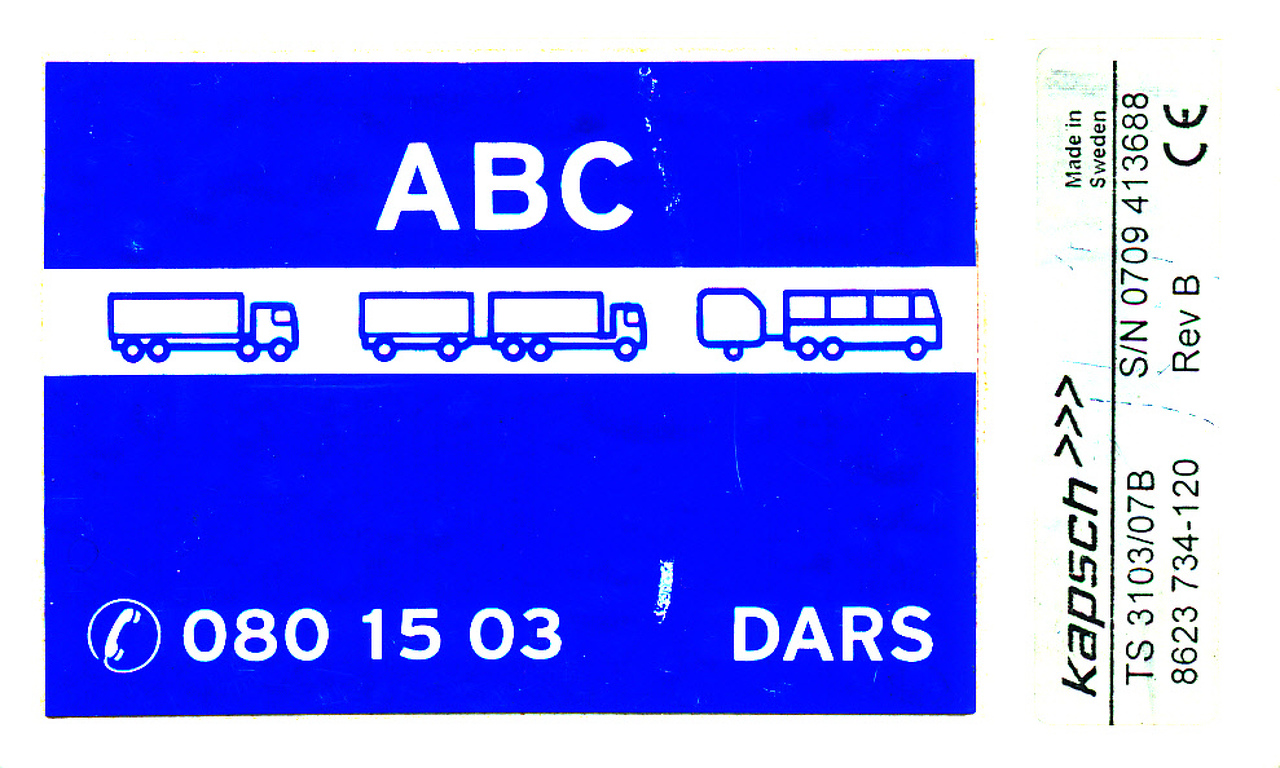 ABC
080 15 03
DARS
kapsch >>>
Made in
Sweden
TS 3103/07B
S/N 0709 413688
8623 734-120
Rev B
CE